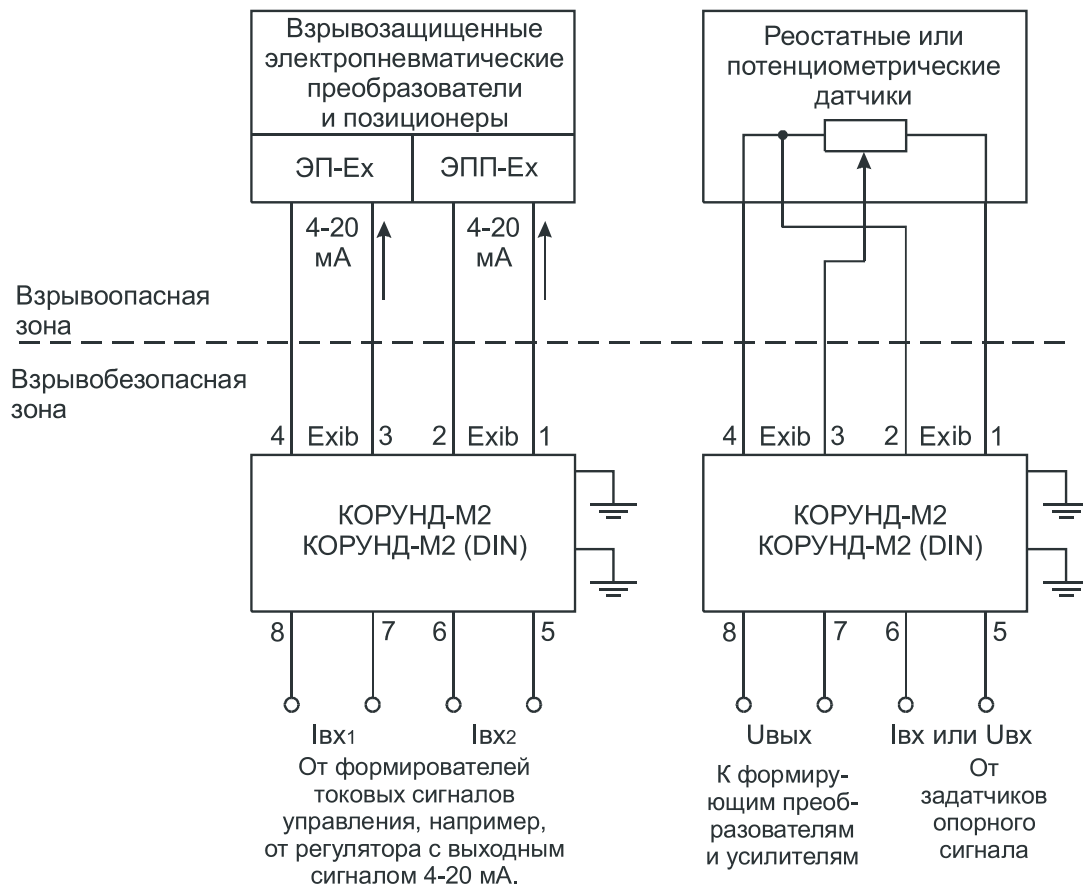 Взрывозащищенные
электропневматические
преобразователи
и позиционеры
ЭП-Ex
ЭПП-Ex
4-20
мА
4-20
мА
Реостатные или
потенциометрические
датчики
Взрывоопасная
зона
Взрывобезопасная
зона
4 Exib 3 2 Exib 1
КОРУНД-М2
КОРУНД-М2 (DIN)
8 7 6 5
Iвх1 Iвх2
От формирователей
токовых сигналов
управления, например,
от регулятора с выходным
сигналом 4-20 мА.
4 Exib 3 2 Exib 1
КОРУНД-М2
КОРУНД-М2 (DIN)
8 7 6 5
Uвых
Iвх или Uвх
К формиру-
ющим преоб-
разователям
и усилителям
От
задатчиков
опорного
сигнала